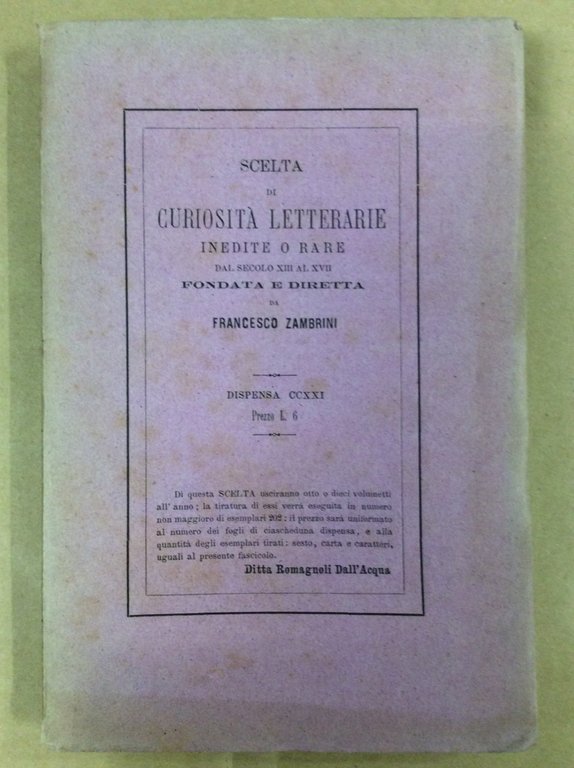 SCELTA
DI
CURIOSITÀ LETTERARIE
INEDITE O RARE
DAL SECOLO XIII AL XVII
FONDATA E DIRETTA
DA
FRANCESCO ZAMBRINI
DISPENSA CCXXI
Prezzo L. 6
Di questa SCELTA usciranno otto o dieci volumetti
all'anno; la tiratura di essi verrà eseguita in numero
non maggiore di esemplari 202: il prezzo sarà uniformato
al numero dei fogli di ciascheduna dispensa, e alla
quantità degli esemplari tirati: sesto, carta e caratteri,
uguali al presente fascicolo.
Ditta Romagnoli Dall'Acqua